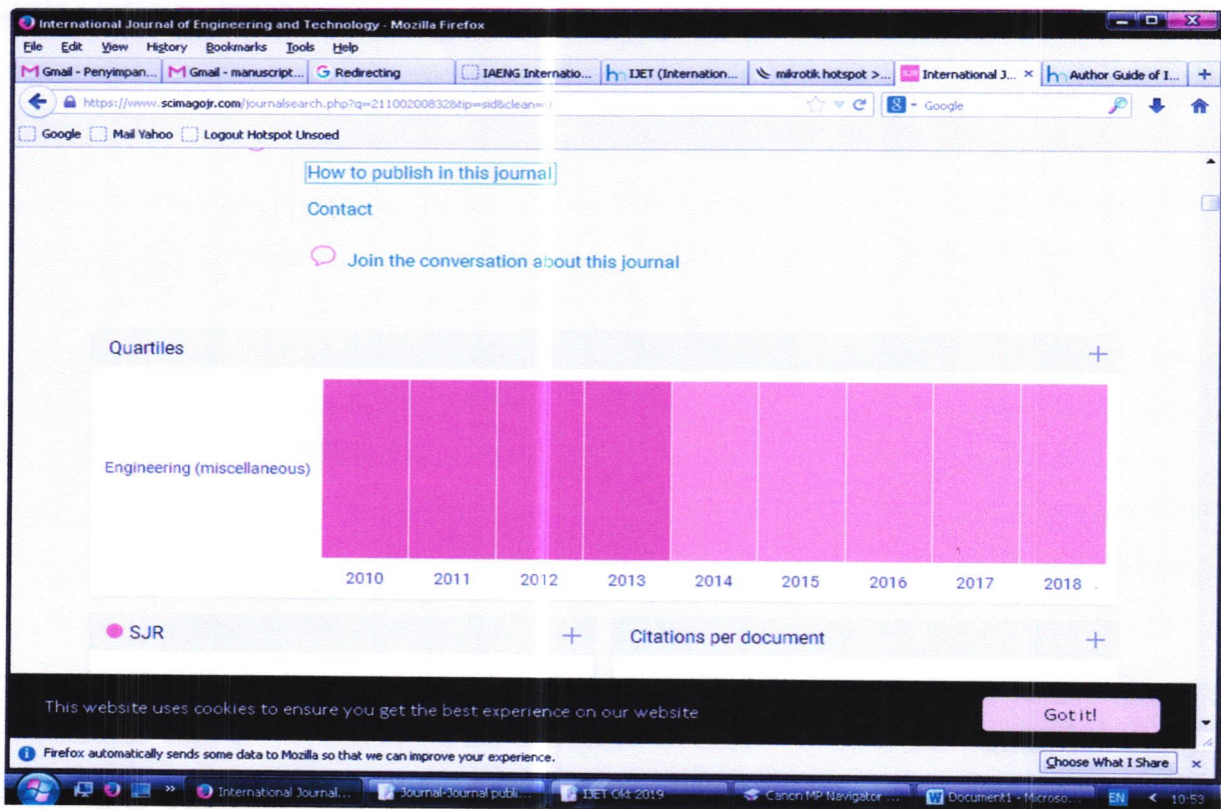 International Journal of Engineering and Technology - Mozilla Firefox
File Edit View History Bookmarks Tools Help
Gmail - Penyimpan... Gmail - manuscript... Redirecting IAENG Internatio... IJET (Internation... mikrotik hotspot >... International J... × Author Guide of I... +
https://www.scimagojr.com/journalsearch.php?q=21100200832&tip=sid&clean=0 Google
Google Mail Yahoo Logout Hotspot Unsoed
How to publish in this journal
Contact
Join the conversation about this journal
Quartiles +
Engineering (miscellaneous)
2010 2011 2012 2013 2014 2015 2016 2017 2018
SJR + Citations per document +
This website uses cookies to ensure you get the best experience on our website Got it!
Firefox automatically sends some data to Mozilla so that we can improve your experience. Choose What I Share ×
International Journal... Journal-Journal publi... IJET Okt 2019 Canon MP Navigator ... Document1 - Microso... EN < 10:53